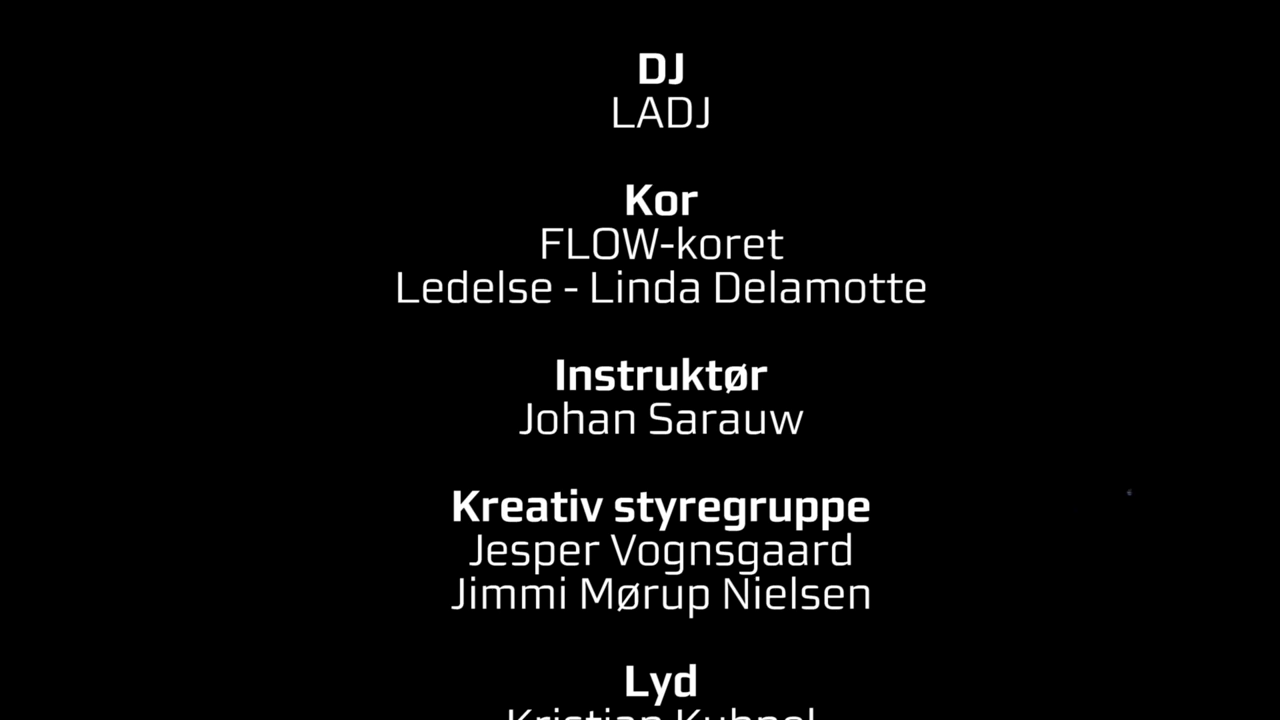 DJ
LADJ
Kor
FLOW-koret
Ledelse - Linda Delamotte
Instruktør
Johan Sarauw
Kreativ styregruppe
Jesper Vognsgaard
Jimmi Mørup Nielsen
Lyd
Kristian